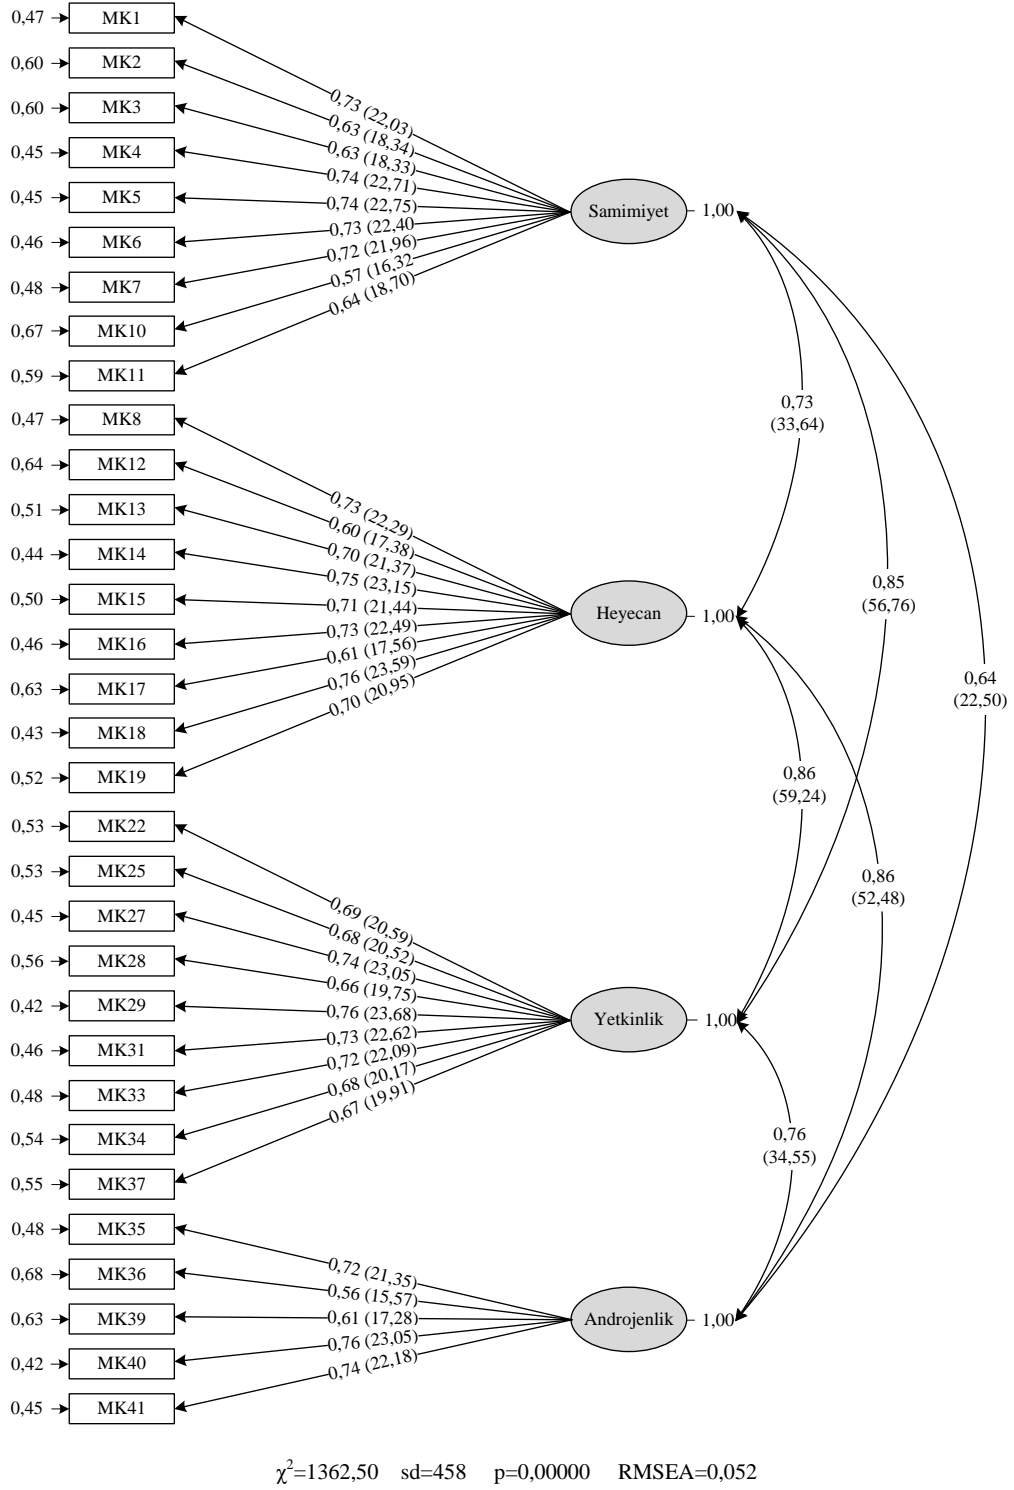 0,47 MK1
0,60 MK2
0,60 MK3
0,45 MK4
0,45 MK5
0,46 MK6
0,48 MK7
0,67 MK10
0,59 MK11
0,73 (22,03)
0,63 (18,34)
0,63 (18,33)
0,74 (22,71)
0,74 (22,75)
0,73 (22,40
0,72 (21,96)
0,57 (16,32
0,64 (18,70)
Samimiyet 1,00
0,47 MK8
0,64 MK12
0,51 MK13
0,44 MK14
0,50 MK15
0,46 MK16
0,63 MK17
0,43 MK18
0,52 MK19
0,73 (22,29)
0,60 (17,38)
0,70 (21,37)
0,75 (23,15)
0,71 (21,44)
0,73 (22,49)
0,61 (17,56)
0,76 (23,59)
0,70 (20,95)
Heyecan 1,00
0,53 MK22
0,53 MK25
0,45 MK27
0,56 MK28
0,42 MK29
0,46 MK31
0,48 MK33
0,54 MK34
0,55 MK37
0,69 (20,59)
0,68 (20,52)
0,74 (23,05)
0,66 (19,75)
0,76 (23,68)
0,73 (22,62)
0,72 (22,09)
0,68 (20,17)
0,67 (19,91)
Yetkinlik 1,00
0,48 MK35
0,68 MK36
0,63 MK39
0,42 MK40
0,45 MK41
0,72 (21,35)
0,56 (15,57)
0,61 (17,28)
0,76 (23,05)
0,74 (22,18)
Androjenlik 1,00
0,73
(33,64)
0,85
(56,76)
0,64
(22,50)
0,86
(59,24)
0,86
(52,48)
0,76
(34,55)
χ²=1362,50 sd=458 p=0,00000 RMSEA=0,052